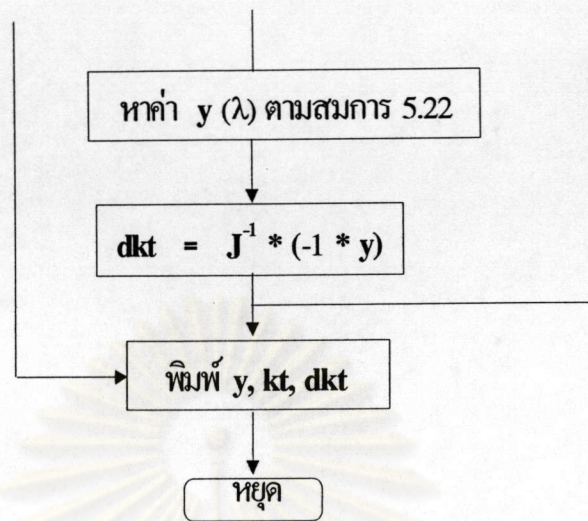 หาค่า y (λ) ตามสมการ 5.22
dkt = J⁻¹ * (-1 * y)
พิมพ์ y, kt, dkt
หยุด